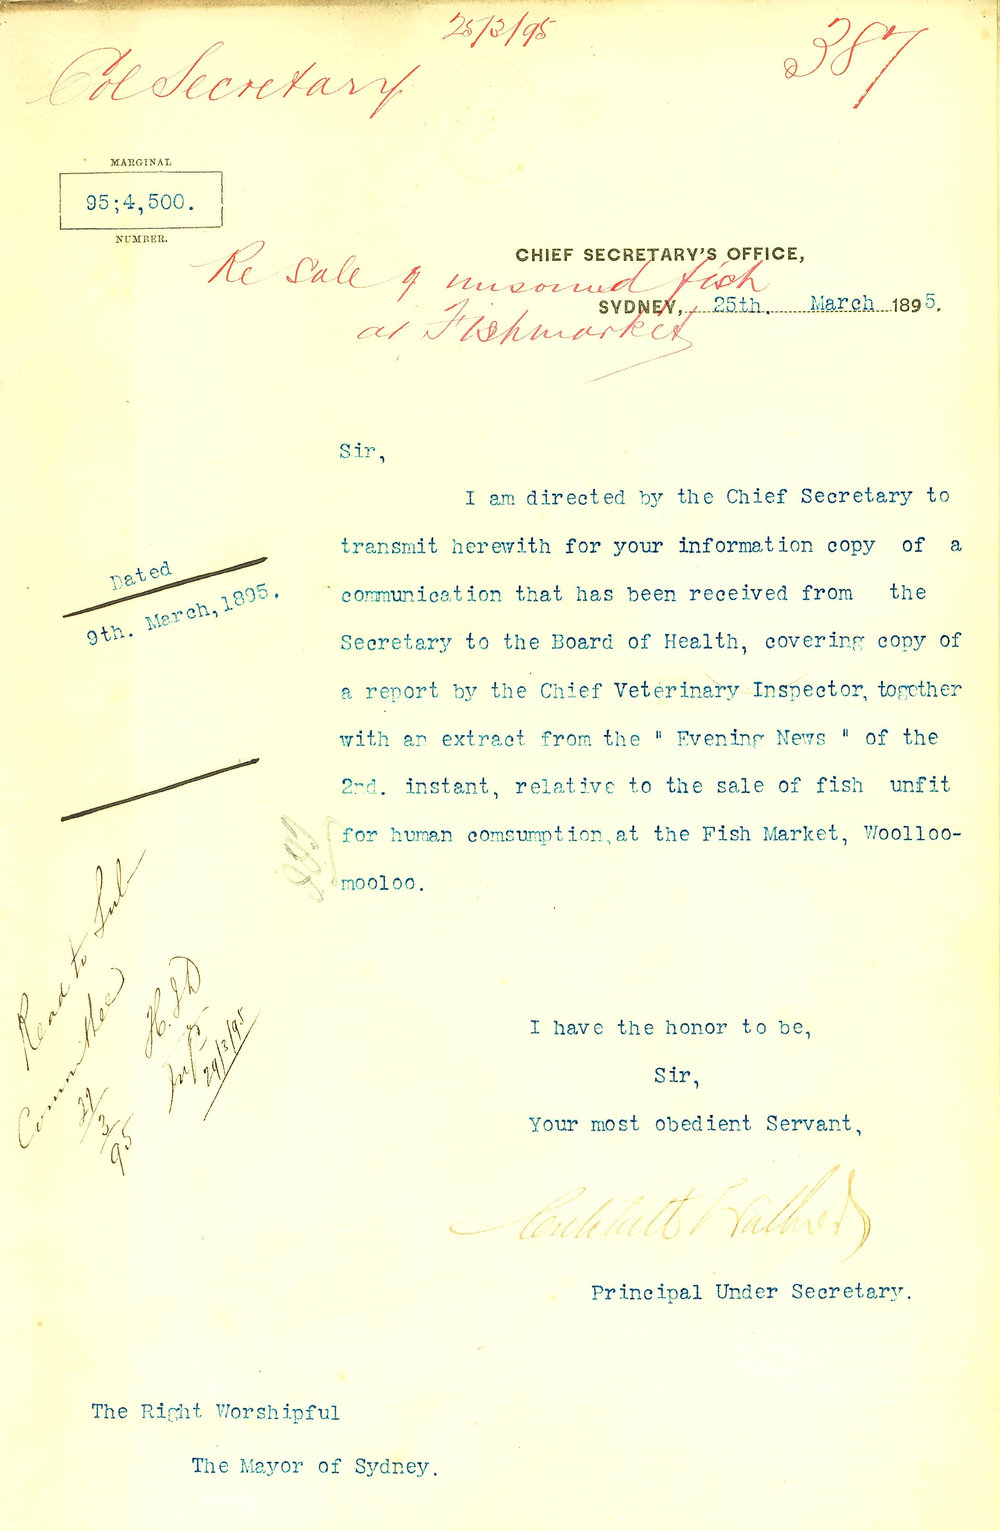 25/3/95
387
Col Secretary
MARGINAL
95;4,500.
NUMBER.
CHIEF SECRETARY'S OFFICE,
Re Sale of unsound fish
SYDNEY, 25th. March 1895.
at Fishmarket
Sir,
I am directed by the Chief Secretary to
transmit herewith for your information copy of a
Dated
9th. March,1895.
communication that has been received from the
Secretary to the Board of Health, covering copy of
a report by the Chief Veterinary Inspector, together
with an extract from the " Evening News " of the
2nd. instant, relative to the sale of fish unfit
for human comsumption,at the Fish Market, Woolloo-
mooloo.
387
Read to Sub
Committee
27/3/95
29/3/95
I have the honor to be,
Sir,
Your most obedient Servant,
Critchett Walker
Principal Under Secretary.
The Right Worshipful
The Mayor of Sydney.